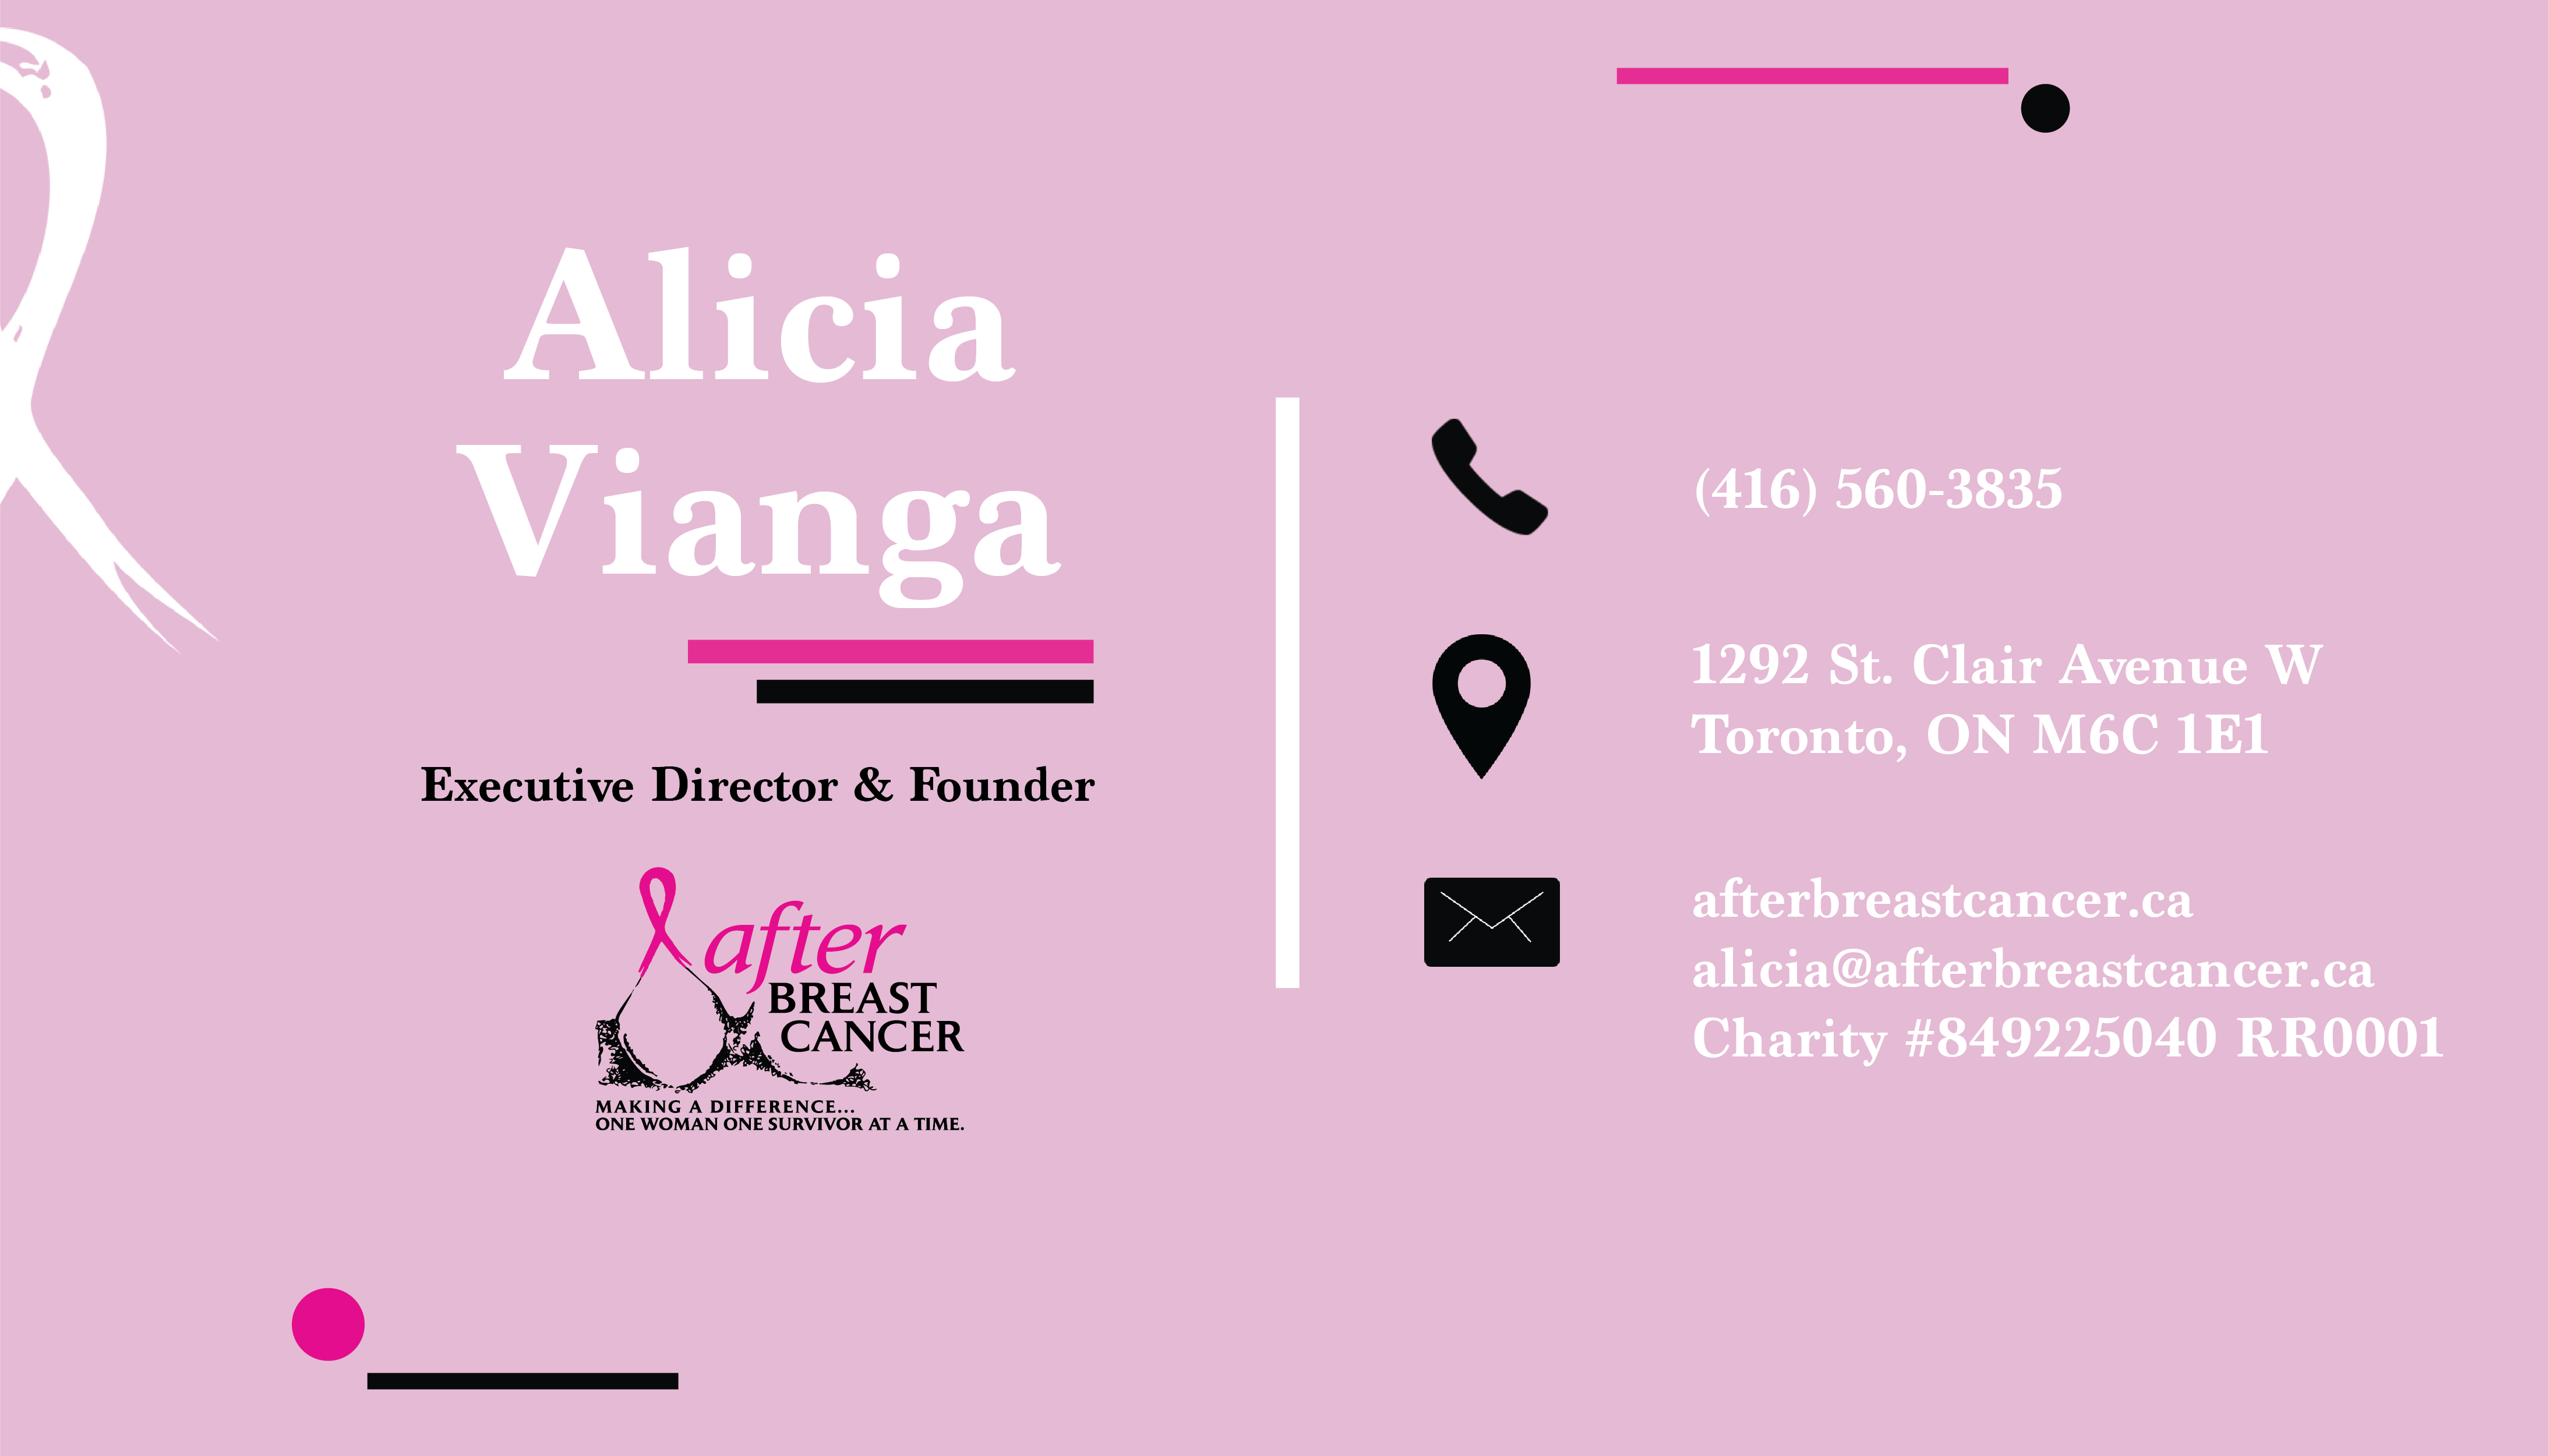 Alicia
Vianga
Executive Director & Founder
after
BREAST
CANCER
MAKING A DIFFERENCE...
ONE WOMAN ONE SURVIVOR AT A TIME.
(416) 560-3835
1292 St. Clair Avenue W
Toronto, ON M6C 1E1
afterbreastcancer.ca
alicia@afterbreastcancer.ca
Charity #849225040 RR0001